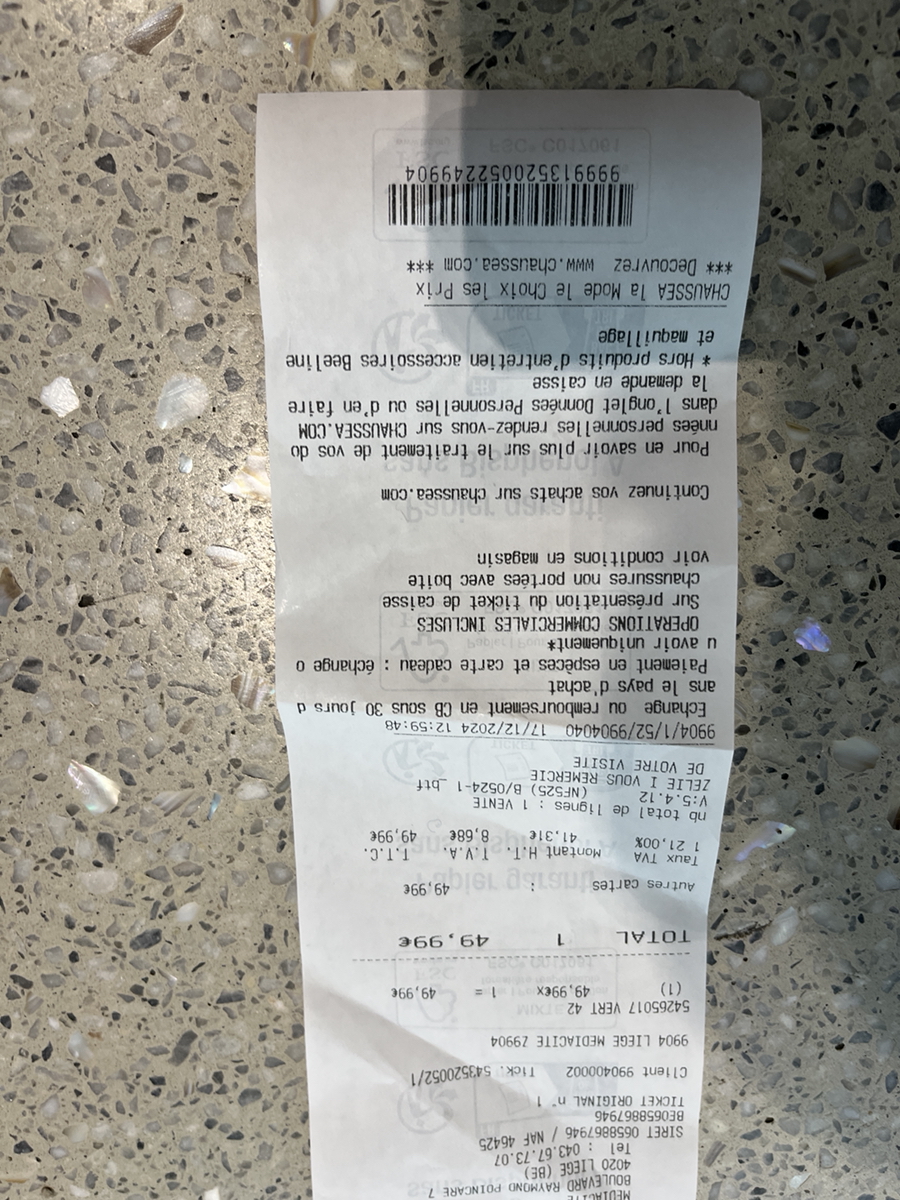 MEDIACITE
BOULEVARD RAYMOND POINCARE 7
4020 LIEGE (BE)
Tel : 043.67.73.07
SIRET 0658867946 / NAF 46425
BE0658867946
TICKET ORIGINAL n° 1
Client 990400002 Tick. 543520052/1
9904 LIEGE MEDIACITE Z9904
54265017 VERT 42
(1) 49,99€x 1 = 49,99€
TOTAL 1 49,99€
Autres cartes : 49,99€
Taux TVA Montant H.T. T.V.A. T.T.C.
1 21,00% 41,31€ 8,68€ 49,99€
nb total de lignes : 1 VENTE
V:5.4.12 (NF525) B/0524-1 btf
ZELIE I VOUS REMERCIE
DE VOTRE VISITE
9904/1/52/9904040 17/12/2024 12:59:48
Echange ou remboursement en CB sous 30 jours d
ans le pays d'achat
Paiement en espèces et carte cadeau : échange o
u avoir uniquement*
OPERATIONS COMMERCIALES INCLUSES
Sur présentation du ticket de caisse
chaussures non portées avec boîte
voir conditions en magasin
Continuez vos achats sur chaussea.com
Pour en savoir plus sur le traitement de vos do
nnées personnelles rendez-vous sur CHAUSSEA.COM
dans l'onglet Données Personnelles ou d'en faire
la demande en caisse
* Hors produits d'entretien accessoires Beeline
et maquillage
CHAUSSEA la Mode le Choix les Prix
*** Decouvrez www.chaussea.com ***
999913520052249904